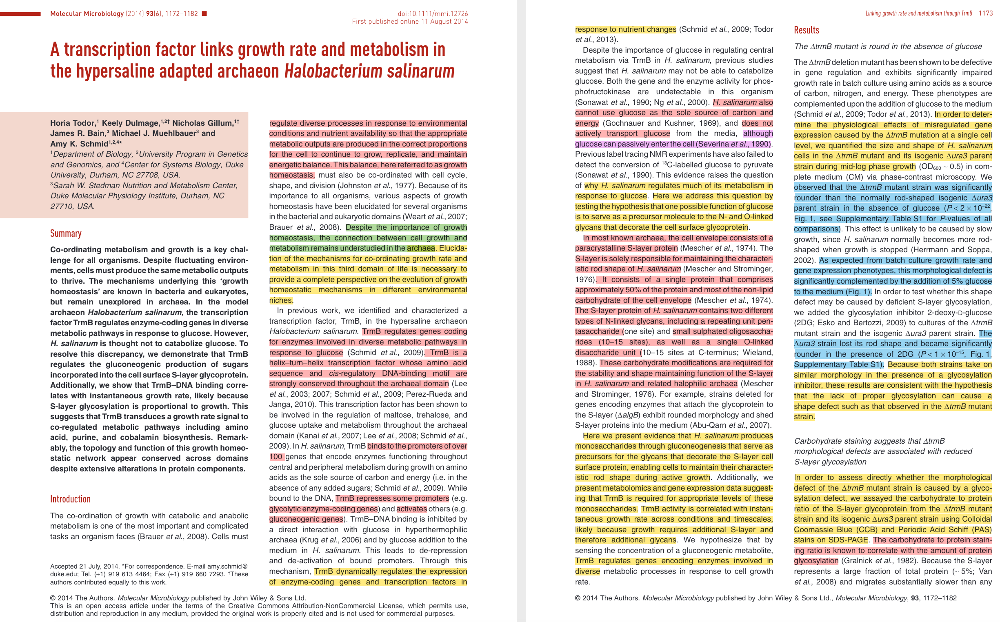 Molecular Microbiology (2014) 93(6), 1172–1182 ■
doi:10.1111/mmi.12726
First published online 11 August 2014
A transcription factor links growth rate and metabolism in
the hypersaline adapted archaeon Halobacterium salinarum
Horia Todor,¹ Keely Dulmage,¹,²† Nicholas Gillum,¹†
James R. Bain,³ Michael J. Muehlbauer³ and
Amy K. Schmid¹,²,⁴*
¹Department of Biology, ²University Program in Genetics
and Genomics, and ⁴Center for Systems Biology, Duke
University, Durham, NC 27708, USA.
³Sarah W. Stedman Nutrition and Metabolism Center,
Duke Molecular Physiology Institute, Durham, NC
27710, USA.
Summary
Co-ordinating metabolism and growth is a key chal-
lenge for all organisms. Despite fluctuating environ-
ments, cells must produce the same metabolic outputs
to thrive. The mechanisms underlying this ‘growth
homeostasis’ are known in bacteria and eukaryotes,
but remain unexplored in archaea. In the model
archaeon Halobacterium salinarum, the transcription
factor TrmB regulates enzyme-coding genes in diverse
metabolic pathways in response to glucose. However,
H. salinarum is thought not to catabolize glucose. To
resolve this discrepancy, we demonstrate that TrmB
regulates the gluconeogenic production of sugars
incorporated into the cell surface S-layer glycoprotein.
Additionally, we show that TrmB–DNA binding corre-
lates with instantaneous growth rate, likely because
S-layer glycosylation is proportional to growth. This
suggests that TrmB transduces a growth rate signal to
co-regulated metabolic pathways including amino
acid, purine, and cobalamin biosynthesis. Remark-
ably, the topology and function of this growth homeo-
static network appear conserved across domains
despite extensive alterations in protein components.
Introduction
The co-ordination of growth with catabolic and anabolic
metabolism is one of the most important and complicated
tasks an organism faces (Brauer et al., 2008). Cells must
Accepted 21 July, 2014. *For correspondence. E-mail amy.schmid@
duke.edu; Tel. (+1) 919 613 4464; Fax (+1) 919 660 7293. †These
authors contributed equally to this work.
regulate diverse processes in response to environmental
conditions and nutrient availability so that the appropriate
metabolic outputs are produced in the correct proportions
for the cell to continue to grow, replicate, and maintain
energetic balance. This balance, here referred to as growth
homeostasis, must also be co-ordinated with cell cycle,
shape, and division (Johnston et al., 1977). Because of its
importance to all organisms, various aspects of growth
homeostasis have been elucidated for several organisms
in the bacterial and eukaryotic domains (Weart et al., 2007;
Brauer et al., 2008). Despite the importance of growth
homeostasis, the connection between cell growth and
metabolism remains understudied in the archaea. Elucida-
tion of the mechanisms for co-ordinating growth rate and
metabolism in this third domain of life is necessary to
provide a complete perspective on the evolution of growth
homeostatic mechanisms in different environmental
niches.
In previous work, we identified and characterized a
transcription factor, TrmB, in the hypersaline archaeon
Halobacterium salinarum. TrmB regulates genes coding
for enzymes involved in diverse metabolic pathways in
response to glucose (Schmid et al., 2009). TrmB is a
helix–turn–helix transcription factor whose amino acid
sequence and cis-regulatory DNA-binding motif are
strongly conserved throughout the archaeal domain (Lee
et al., 2003; 2007; Schmid et al., 2009; Perez-Rueda and
Janga, 2010). This transcription factor has been shown to
be involved in the regulation of maltose, trehalose, and
glucose uptake and metabolism throughout the archaeal
domain (Kanai et al., 2007; Lee et al., 2008; Schmid et al.,
2009). In H. salinarum, TrmB binds to the promoters of over
100 genes that encode enzymes functioning throughout
central and peripheral metabolism during growth on amino
acids as the sole source of carbon and energy (i.e. in the
absence of any added sugars; Schmid et al., 2009). While
bound to the DNA, TrmB represses some promoters (e.g.
glycolytic enzyme-coding genes) and activates others (e.g.
gluconeogenic genes). TrmB–DNA binding is inhibited by
a direct interaction with glucose in hyperthermophilic
archaea (Krug et al., 2006) and by glucose addition to the
medium in H. salinarum. This leads to de-repression
and de-activation of bound promoters. Through this
mechanism, TrmB dynamically regulates the expression
of enzyme-coding genes and transcription factors in
© 2014 The Authors. Molecular Microbiology published by John Wiley & Sons Ltd.
This is an open access article under the terms of the Creative Commons Attribution-NonCommercial License, which permits use,
distribution and reproduction in any medium, provided the original work is properly cited and is not used for commercial purposes.
Linking growth rate and metabolism through TrmB 1173
response to nutrient changes (Schmid et al., 2009; Todor
et al., 2013).
Despite the importance of glucose in regulating central
metabolism via TrmB in H. salinarum, previous studies
suggest that H. salinarum may not be able to catabolize
glucose. Both the gene and the enzyme activity for phos-
phofructokinase are undetectable in this organism
(Sonawat et al., 1990; Ng et al., 2000). H. salinarum also
cannot use glucose as the sole source of carbon and
energy (Gochnauer and Kushner, 1969), and does not
actively transport glucose from the media, although
glucose can passively enter the cell (Severina et al., 1990).
Previous label tracing NMR experiments have also failed to
detect the conversion of ¹³C-labelled glucose to pyruvate
(Sonawat et al., 1990). This evidence raises the question
of why H. salinarum regulates much of its metabolism in
response to glucose. Here we address this question by
testing the hypothesis that one possible function of glucose
is to serve as a precursor molecule to the N- and O-linked
glycans that decorate the cell surface glycoprotein.
In most known archaea, the cell envelope consists of a
paracrystalline S-layer protein (Mescher et al., 1974). The
S-layer is solely responsible for maintaining the character-
istic rod shape of H. salinarum (Mescher and Strominger,
1976). It consists of a single protein that comprises
approximately 50% of the protein and most of the non-lipid
carbohydrate of the cell envelope (Mescher et al., 1974).
The S-layer protein of H. salinarum contains two different
types of N-linked glycans, including a repeating unit pen-
tasaccharide (one site) and small sulphated oligosaccha-
rides (10–15 sites), as well as a single O-linked
disaccharide unit (10–15 sites at C-terminus; Wieland,
1988). These carbohydrate modifications are required for
the stability and shape maintaining function of the S-layer
in H. salinarum and related halophilic archaea (Mescher
and Strominger, 1976). For example, strains deleted for
genes encoding enzymes that attach the glycoprotein to
the S-layer (ΔalgB) exhibit rounded morphology and shed
S-layer proteins into the medium (Abu-Qarn et al., 2007).
Here we present evidence that H. salinarum produces
monosaccharides through gluconeogenesis that serve as
precursors for the glycans that decorate the S-layer cell
surface protein, enabling cells to maintain their character-
istic rod shape during active growth. Additionally, we
present metabolomics and gene expression data suggest-
ing that TrmB is required for appropriate levels of these
monosaccharides. TrmB activity is correlated with instan-
taneous growth rate across conditions and timescales,
likely because growth requires additional S-layer and
therefore additional glycans. We hypothesize that by
sensing the concentration of a gluconeogenic metabolite,
TrmB regulates genes encoding enzymes involved in
diverse metabolic processes in response to cell growth
rate.
Results
The ΔtrmB mutant is round in the absence of glucose
The ΔtrmB deletion mutant has been shown to be defective
in gene regulation and exhibits significantly impaired
growth rate in batch culture using amino acids as a source
of carbon, nitrogen, and energy. These phenotypes are
complemented upon the addition of glucose to the medium
(Schmid et al., 2009; Todor et al., 2013). In order to deter-
mine the physiological effects of misregulated gene
expression caused by the ΔtrmB mutation at a single cell
level, we quantified the size and shape of H. salinarum
cells in the ΔtrmB mutant and its isogenic Δura3 parent
strain during mid-log phase growth (OD₆₀₀ ~ 0.5) in com-
plete medium (CM) via phase-contrast microscopy. We
observed that the ΔtrmB mutant strain was significantly
rounder than the normally rod-shaped isogenic Δura3
parent strain in the absence of glucose (P < 2 × 10⁻²²,
Fig. 1, see Supplementary Table S1 for P-values of all
comparisons). This effect is unlikely to be caused by slow
growth, since H. salinarum normally becomes more rod-
shaped when growth is stopped (Herrmann and Soppa,
2002). As expected from batch culture growth rate and
gene expression phenotypes, this morphological defect is
significantly complemented by the addition of 5% glucose
to the medium (Fig. 1). In order to test whether this shape
defect may be caused by deficient S-layer glycosylation,
we added the glycosylation inhibitor 2-deoxy-D-glucose
(2DG; Esko and Bertozzi, 2009) to cultures of the ΔtrmB
mutant strain and the isogenic Δura3 parent strain. The
Δura3 strain lost its rod shape and became significantly
rounder in the presence of 2DG (P < 1 × 10⁻¹⁵, Fig. 1,
Supplementary Table S1). Because both strains take on
similar morphology in the presence of a glycosylation
inhibitor, these results are consistent with the hypothesis
that the lack of proper glycosylation can cause a
shape defect such as that observed in the ΔtrmB mutant
strain.
Carbohydrate staining suggests that ΔtrmB
morphological defects are associated with reduced
S-layer glycosylation
In order to assess directly whether the morphological
defect of the ΔtrmB mutant strain is caused by a glyco-
sylation defect, we assayed the carbohydrate to protein
ratio of the S-layer glycoprotein from the ΔtrmB mutant
strain and its isogenic Δura3 parent strain using Colloidal
Coomassie Blue (CCB) and Periodic Acid Schiff (PAS)
stains on SDS-PAGE. The carbohydrate to protein stain-
ing ratio is known to correlate with the amount of protein
glycosylation (Gralnick et al., 1982). Because the S-layer
represents a large fraction of total protein (~ 5%; Van
et al., 2008) and migrates substantially slower than any
© 2014 The Authors. Molecular Microbiology published by John Wiley & Sons Ltd., Molecular Microbiology, 93, 1172–1182